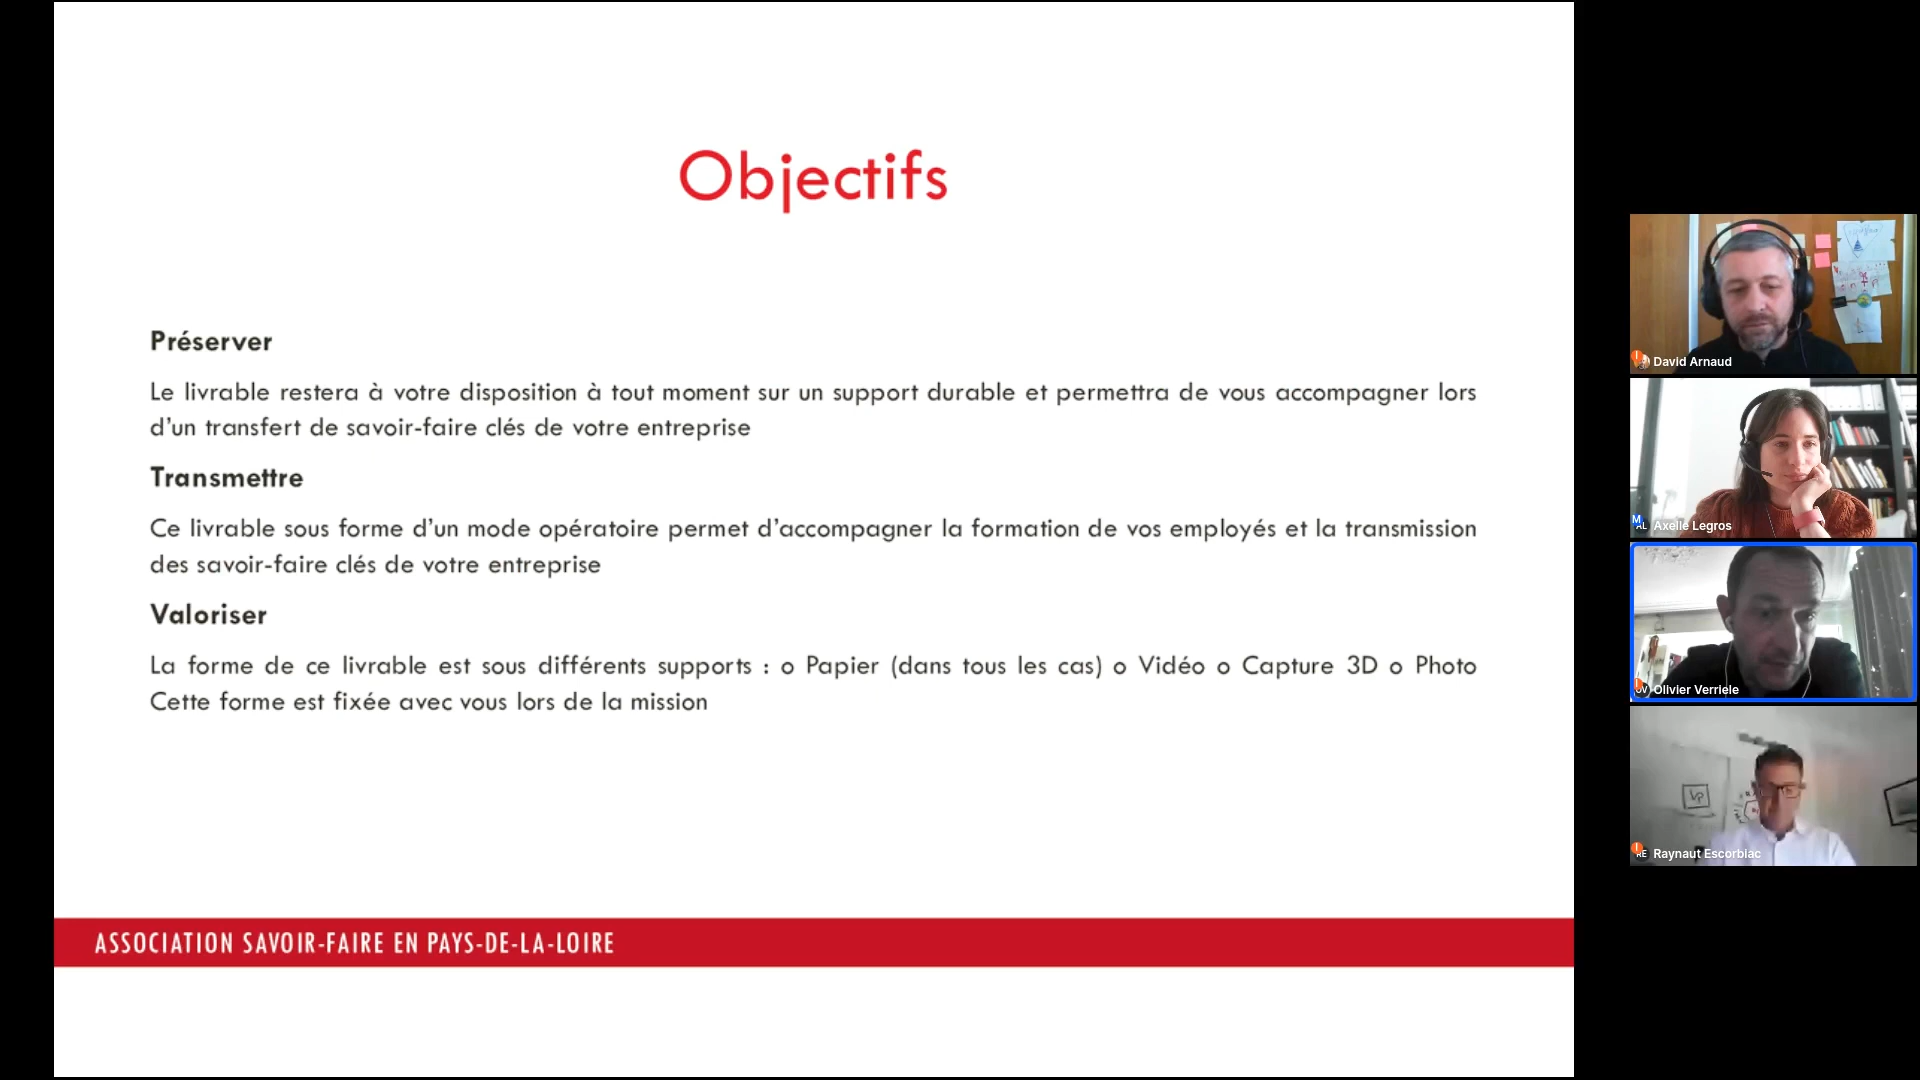 Objectifs
Préserver
Le livrable restera à votre disposition à tout moment sur un support durable et permettra de vous accompagner lors
d’un transfert de savoir-faire clés de votre entreprise
Transmettre
Ce livrable sous forme d’un mode opératoire permet d’accompagner la formation de vos employés et la transmission
des savoir-faire clés de votre entreprise
Valoriser
La forme de ce livrable est sous différents supports : o Papier (dans tous les cas) o Vidéo o Capture 3D o Photo
Cette forme est fixée avec vous lors de la mission
ASSOCIATION SAVOIR-FAIRE EN PAYS-DE-LA-LOIRE
David Arnaud
M AL Axelle Legros
OV Olivier Verriele
VP
RE Raynaut Escorbiac